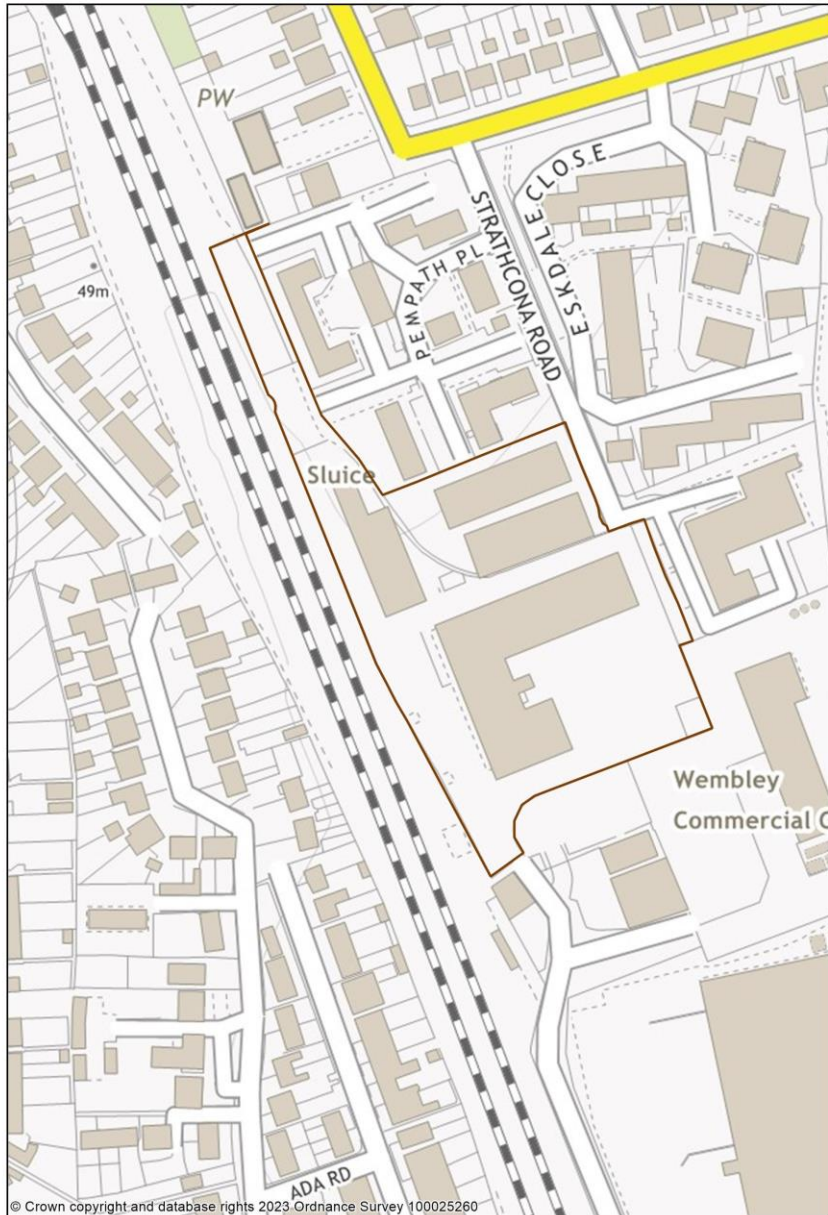 PW
STRATHCONA ROAD
ESKDALE CLOSE
PEMPATH PL
49m
Sluice
Wembley
Commercial C
ADA RD
© Crown copyright and database rights 2023 Ordnance Survey 100025260